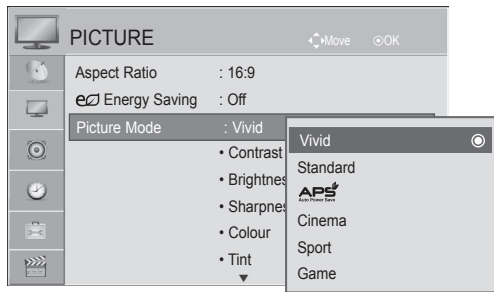 PICTURE
Move
OK
Aspect Ratio : 16:9
Energy Saving : Off
Picture Mode : Vivid
• Contrast
• Brightnes
• Sharpnes
• Colour
• Tint
Vivid
Standard
APS
Auto Power Save
Cinema
Sport
Game